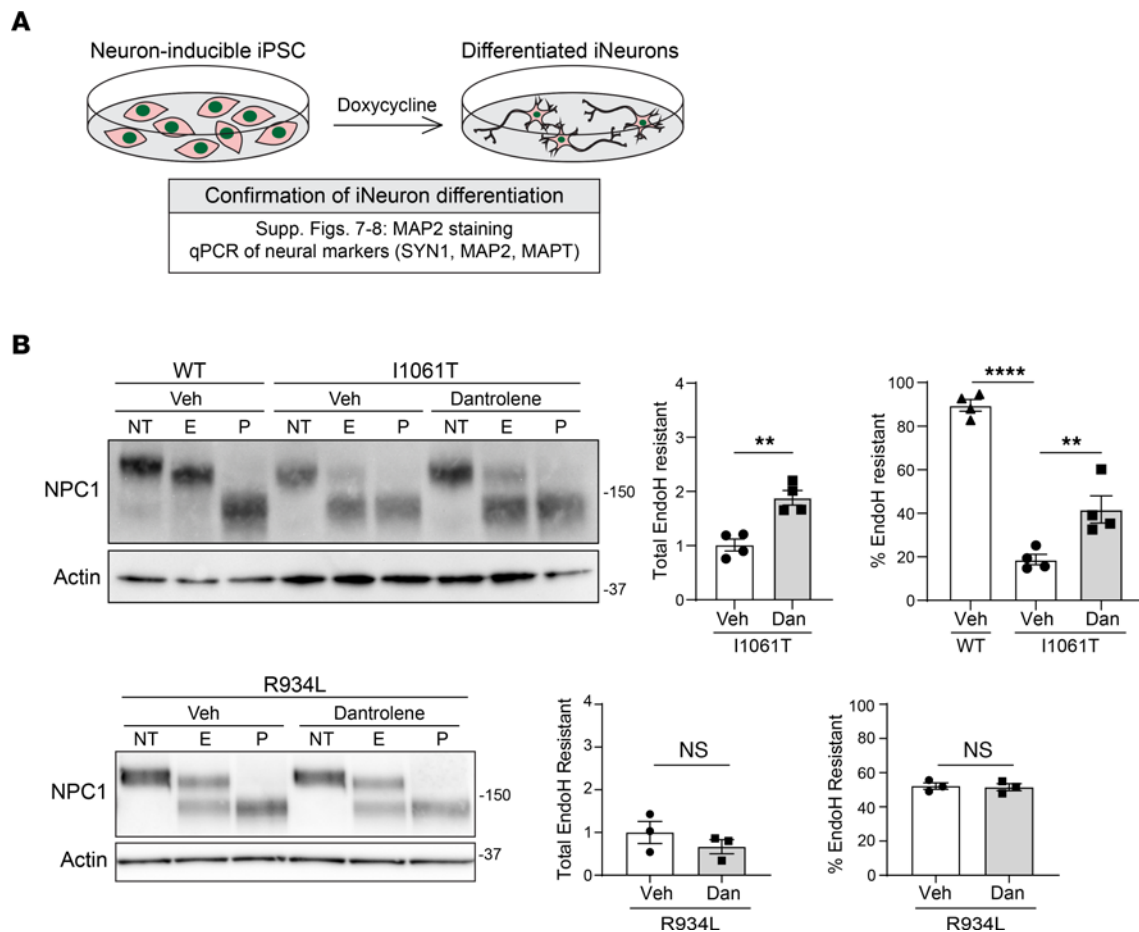 A
Neuron-inducible iPSC
Differentiated iNeurons
Doxycycline
Confirmation of iNeuron differentiation
Supp. Figs. 7-8: MAP2 staining
qPCR of neural markers (SYN1, MAP2, MAPT)
B
WT I1061T
Veh Veh Dantrolene
NT E P NT E P NT E P
NPC1
-150
Actin
-37
Total EndoH resistant
4
3
2
1
0
**
Veh Dan
I1061T
% EndoH resistant
100
80
60
40
20
0
****
**
Veh Veh Dan
WT I1061T
R934L
Veh Dantrolene
NT E P NT E P
NPC1
-150
Actin
-37
Total EndoH Resistant
4
3
2
1
0
NS
Veh Dan
R934L
% EndoH Resistant
100
80
60
40
20
0
NS
Veh Dan
R934L